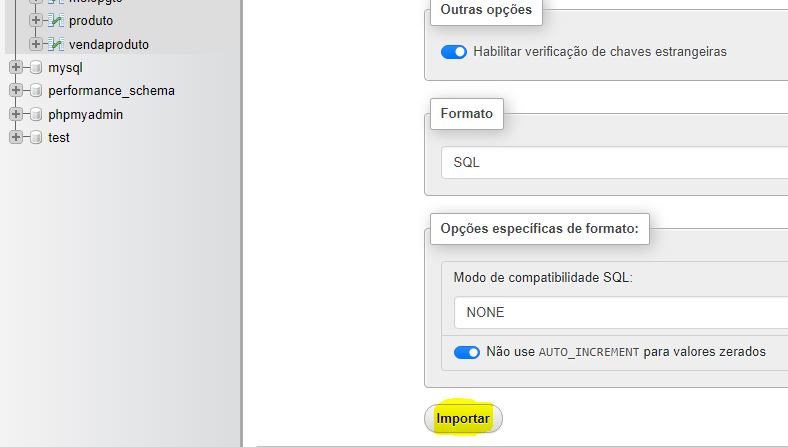 produto
vendaproduto
mysql
performance_schema
phpmyadmin
test
Outras opções
Habilitar verificação de chaves estrangeiras
Formato
SQL
Opções específicas de formato:
Modo de compatibilidade SQL:
NONE
Não use AUTO_INCREMENT para valores zerados
Importar